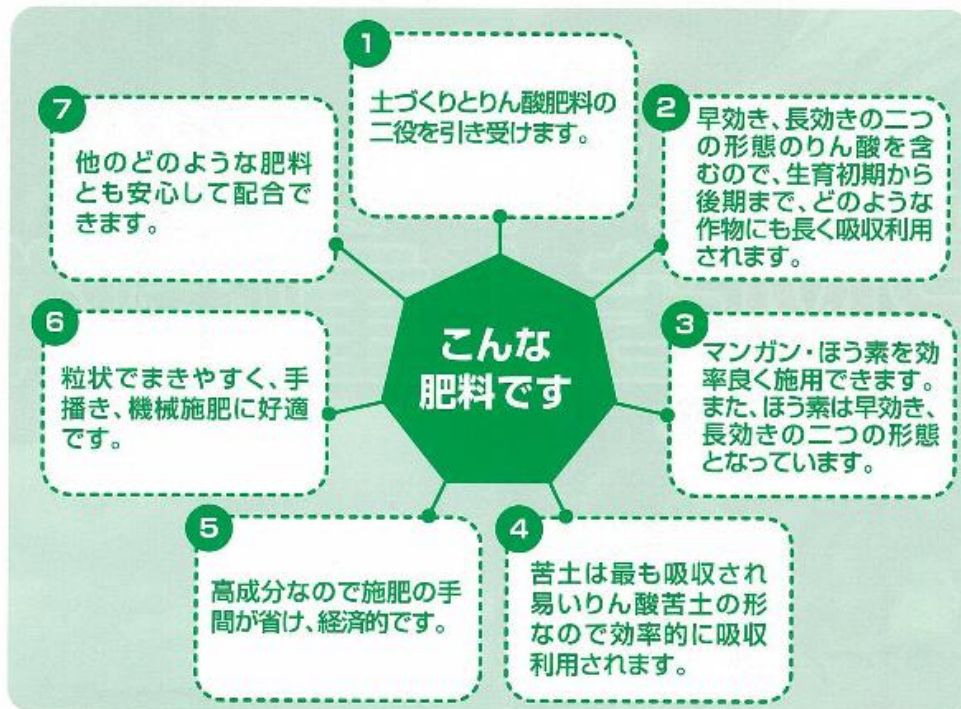 こんな
肥料です
1
土づくりとりん酸肥料の
二役を引き受けます。
2
早効き、長効きの二つ
の形態のりん酸を含
むので、生育初期から
後期まで、どのような
作物にも長く吸収利用
されます。
3
マンガン・ほう素を効
率良く施用できます。
また、ほう素は早効き、
長効きの二つの形態
となっています。
4
苦土は最も吸収され
易いりん酸苦土の形
なので効率的に吸収
利用されます。
5
高成分なので施肥の手
間が省け、経済的です。
6
粒状でまきやすく、手
播き、機械施肥に好適
です。
7
他のどのような肥料
とも安心して配合で
きます。